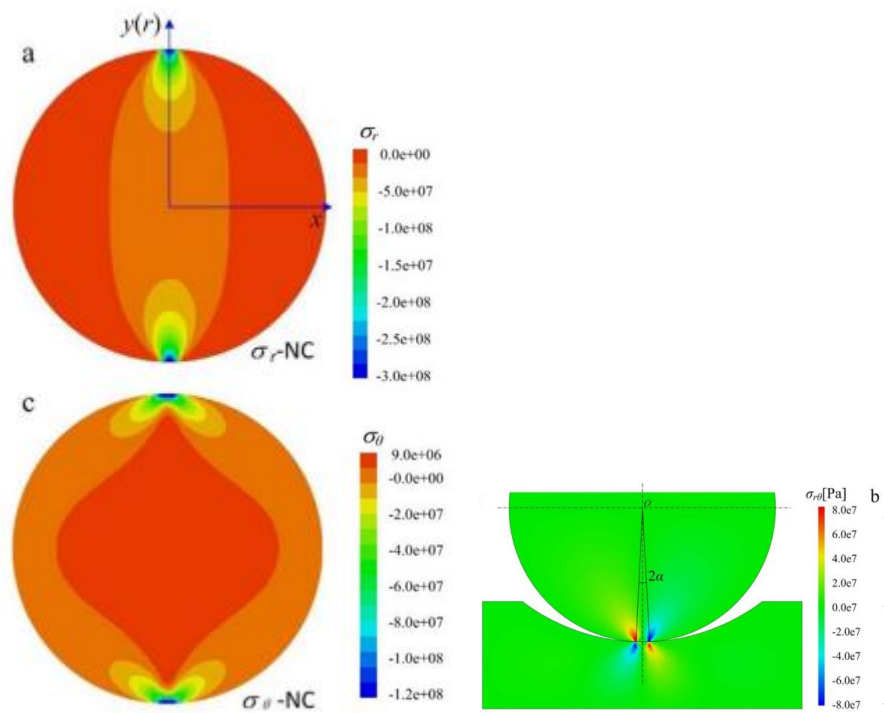 y(r)
a
x
σr
0.0e+00
-5.0e+07
-1.0e+08
-1.5e+07
-2.0e+08
-2.5e+08
-3.0e+08
σr-NC
c
σθ
9.0e+06
-0.0e+00
-2.0e+07
-4.0e+07
-6.0e+07
-8.0e+07
-1.0e+08
-1.2e+08
σθ-NC
σrθ[Pa] b
o
2α
8.0e7
6.0e7
4.0e7
2.0e7
0.0e7
-2.0e7
-4.0e7
-6.0e7
-8.0e7